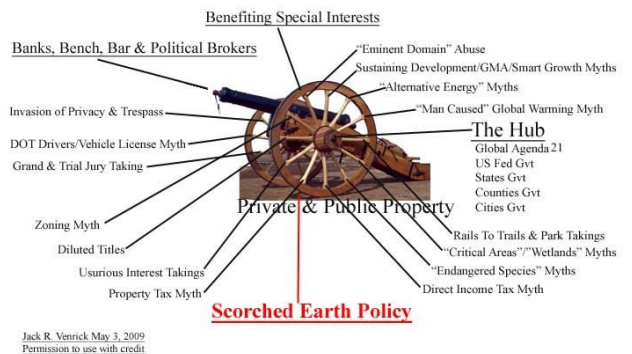 Benefiting Special Interests
Banks, Bench, Bar & Political Brokers
"Eminent Domain" Abuse
Sustaining Development/GMA/Smart Growth Myths
"Alternative Energy" Myths
"Man Caused" Global Warming Myth
Invasion of Privacy & Trespass
DOT Drivers/Vehicle License Myth
Grand & Trial Jury Taking
The Hub
Global Agenda 21
US Fed Gvt
States Gvt
Counties Gvt
Cities Gvt
Private & Public Property
Zoning Myth
Diluted Titles
Usurious Interest Takings
Property Tax Myth
Rails To Trails & Park Takings
"Critical Areas"/"Wetlands" Myths
"Endangered Species" Myths
Direct Income Tax Myth
Scorched Earth Policy
Jack R. Venrick May 3, 2009
Permission to use with credit